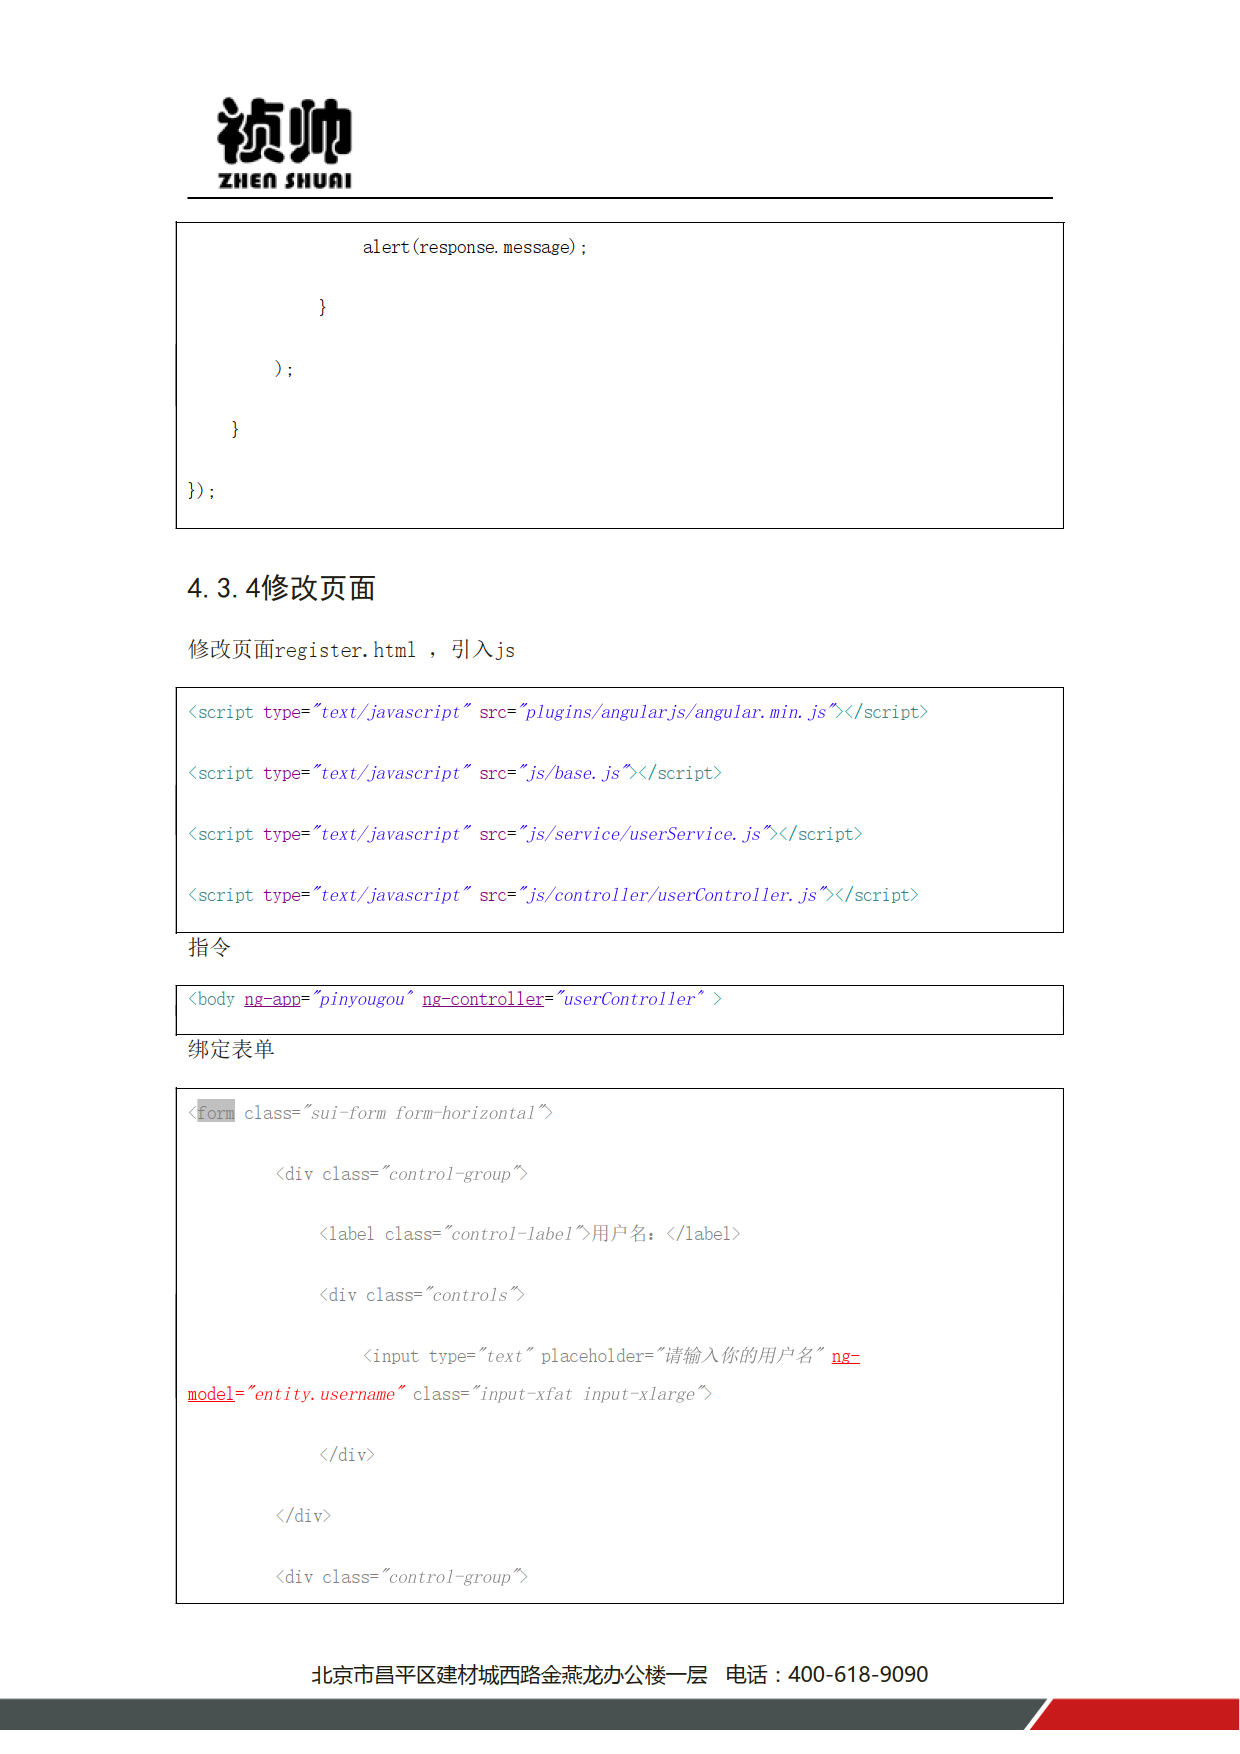 祯帅
ZHEN SHUAI
alert(response.message);
}
);
}
});
4.3.4修改页面
修改页面register.html ，引入js
<script type="text/javascript" src="plugins/angularjs/angular.min.js"></script>
<script type="text/javascript" src="js/base.js"></script>
<script type="text/javascript" src="js/service/userService.js"></script>
<script type="text/javascript" src="js/controller/userController.js"></script>
指令
<body ng-app="pinyougou" ng-controller="userController" >
绑定表单
<form class="sui-form form-horizontal">
<div class="control-group">
<label class="control-label">用户名：</label>
<div class="controls">
<input type="text" placeholder="请输入你的用户名" ng-
model="entity.username" class="input-xfat input-xlarge">
</div>
</div>
<div class="control-group">
北京市昌平区建材城西路金燕龙办公楼一层 电话：400-618-9090